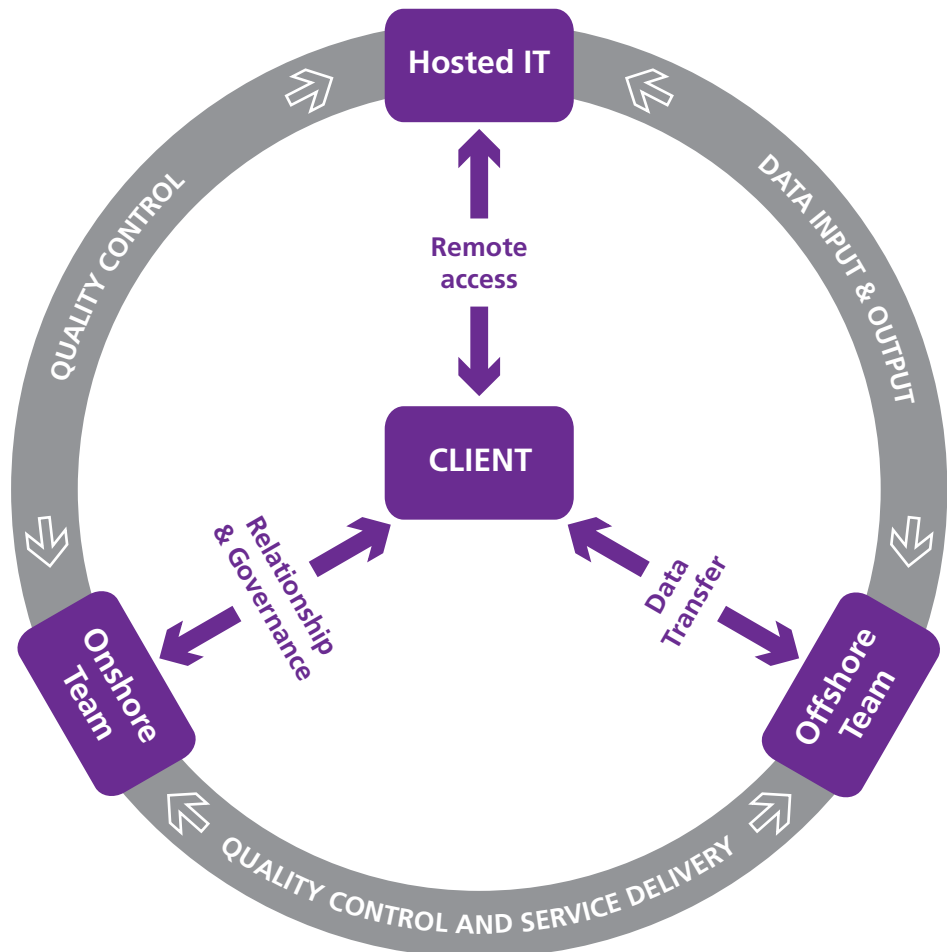 Hosted IT
QUALITY CONTROL
DATA INPUT & OUTPUT
Remote
access
CLIENT
Relationship
& Governance
Data
Transfer
Onshore
Team
Offshore
Team
QUALITY CONTROL AND SERVICE DELIVERY